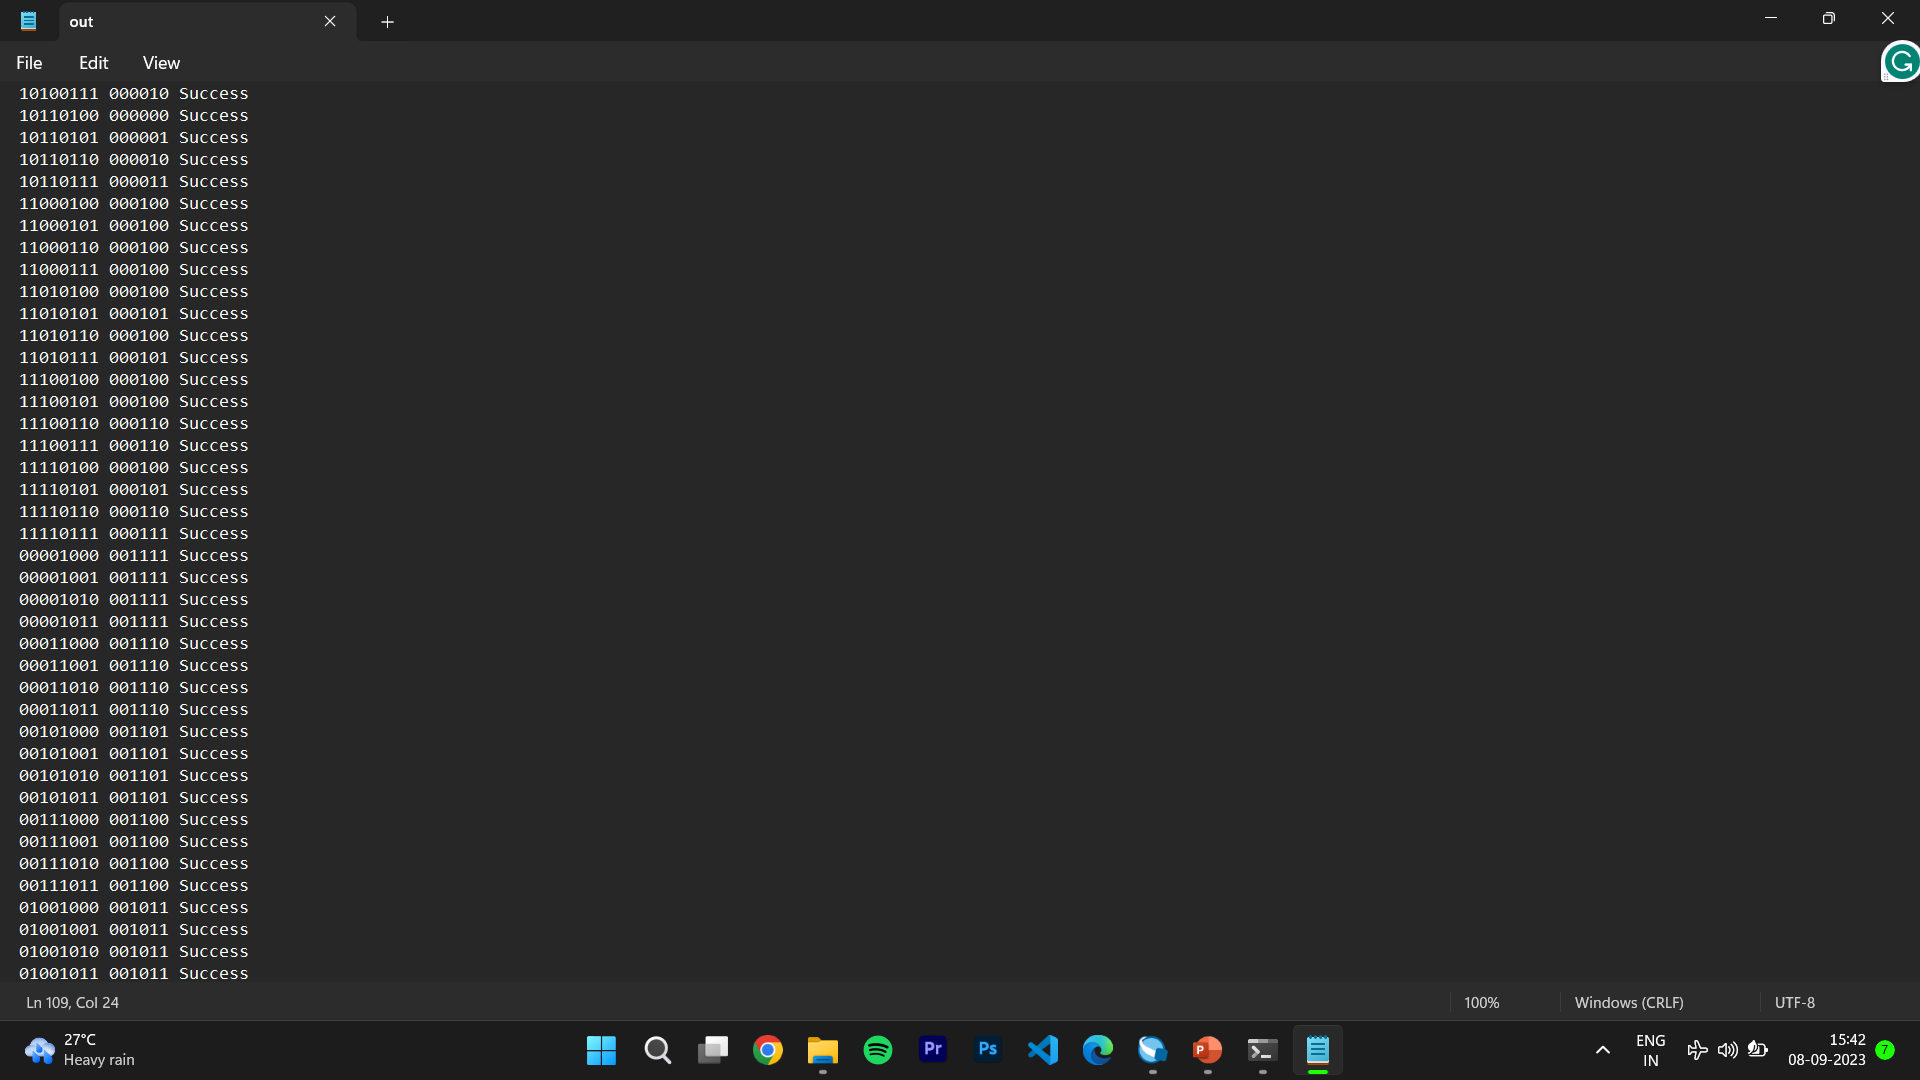 out
File Edit View
10100111 000010 Success
10110100 000000 Success
10110101 000001 Success
10110110 000010 Success
10110111 000011 Success
11000100 000100 Success
11000101 000100 Success
11000110 000100 Success
11000111 000100 Success
11010100 000100 Success
11010101 000101 Success
11010110 000100 Success
11010111 000101 Success
11100100 000100 Success
11100101 000100 Success
11100110 000110 Success
11100111 000110 Success
11110100 000100 Success
11110101 000101 Success
11110110 000110 Success
11110111 000111 Success
00001000 001111 Success
00001001 001111 Success
00001010 001111 Success
00001011 001111 Success
00011000 001110 Success
00011001 001110 Success
00011010 001110 Success
00011011 001110 Success
00101000 001101 Success
00101001 001101 Success
00101010 001101 Success
00101011 001101 Success
00111000 001100 Success
00111001 001100 Success
00111010 001100 Success
00111011 001100 Success
01001000 001011 Success
01001001 001011 Success
01001010 001011 Success
01001011 001011 Success
Ln 109, Col 24 100% Windows (CRLF) UTF-8
27°C
Heavy rain
Pr Ps P
ENG
IN
15:42
08-09-2023
7